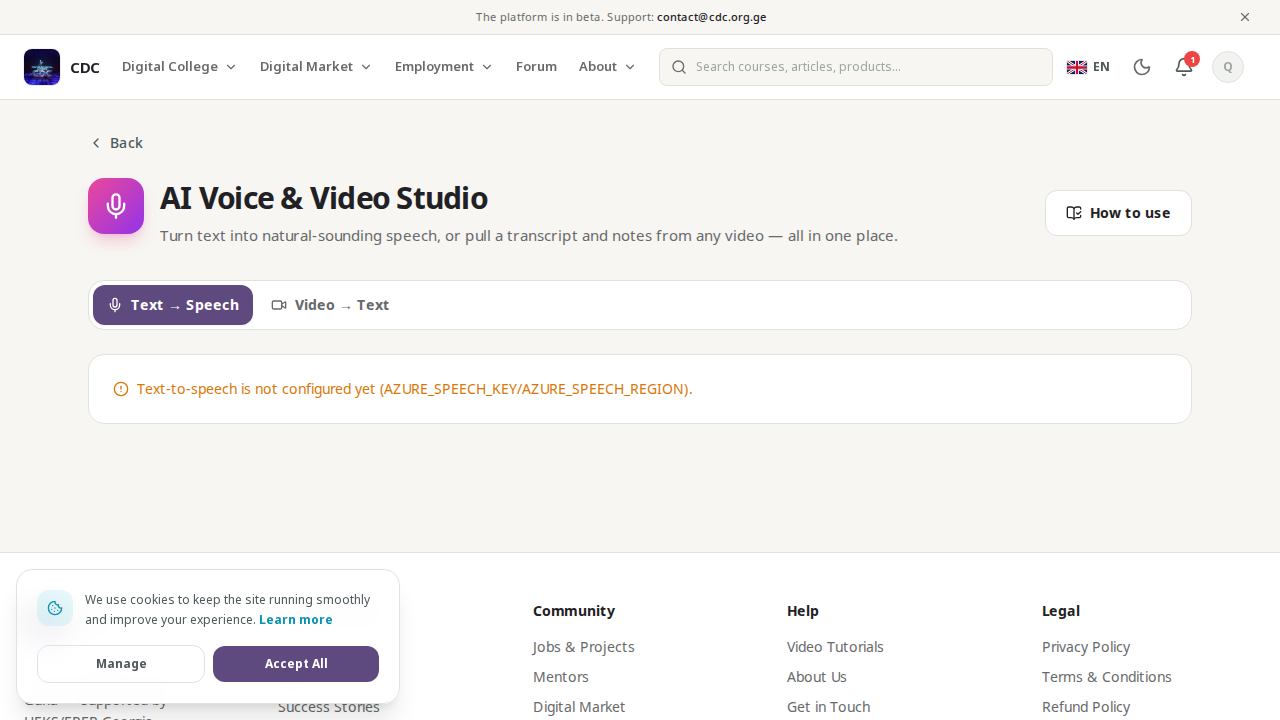 The platform is in beta. Support: contact@cdc.org.ge
CDC
Digital College
Digital Market
Employment
Forum
About
Search courses, articles, products...
EN
1
Q
Back
AI Voice & Video Studio
Turn text into natural-sounding speech, or pull a transcript and notes from any video — all in one place.
How to use
Text → Speech
Video → Text
Text-to-speech is not configured yet (AZURE_SPEECH_KEY/AZURE_SPEECH_REGION).
We use cookies to keep the site running smoothly
and improve your experience. Learn more
Manage
Accept All
Success Stories
Community
Jobs & Projects
Mentors
Digital Market
Help
Video Tutorials
About Us
Get in Touch
Legal
Privacy Policy
Terms & Conditions
Refund Policy